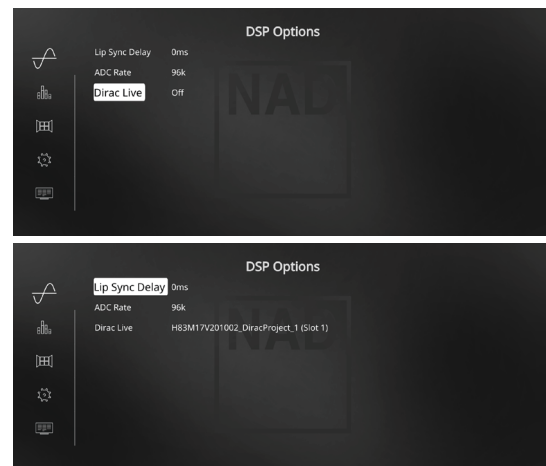 DSP Options
Lip Sync Delay 0ms
ADC Rate 96k
Dirac Live Off
NAD
DSP Options
Lip Sync Delay 0ms
ADC Rate 96k
Dirac Live H83M17V201002_DiracProject_1 (Slot 1)
NAD